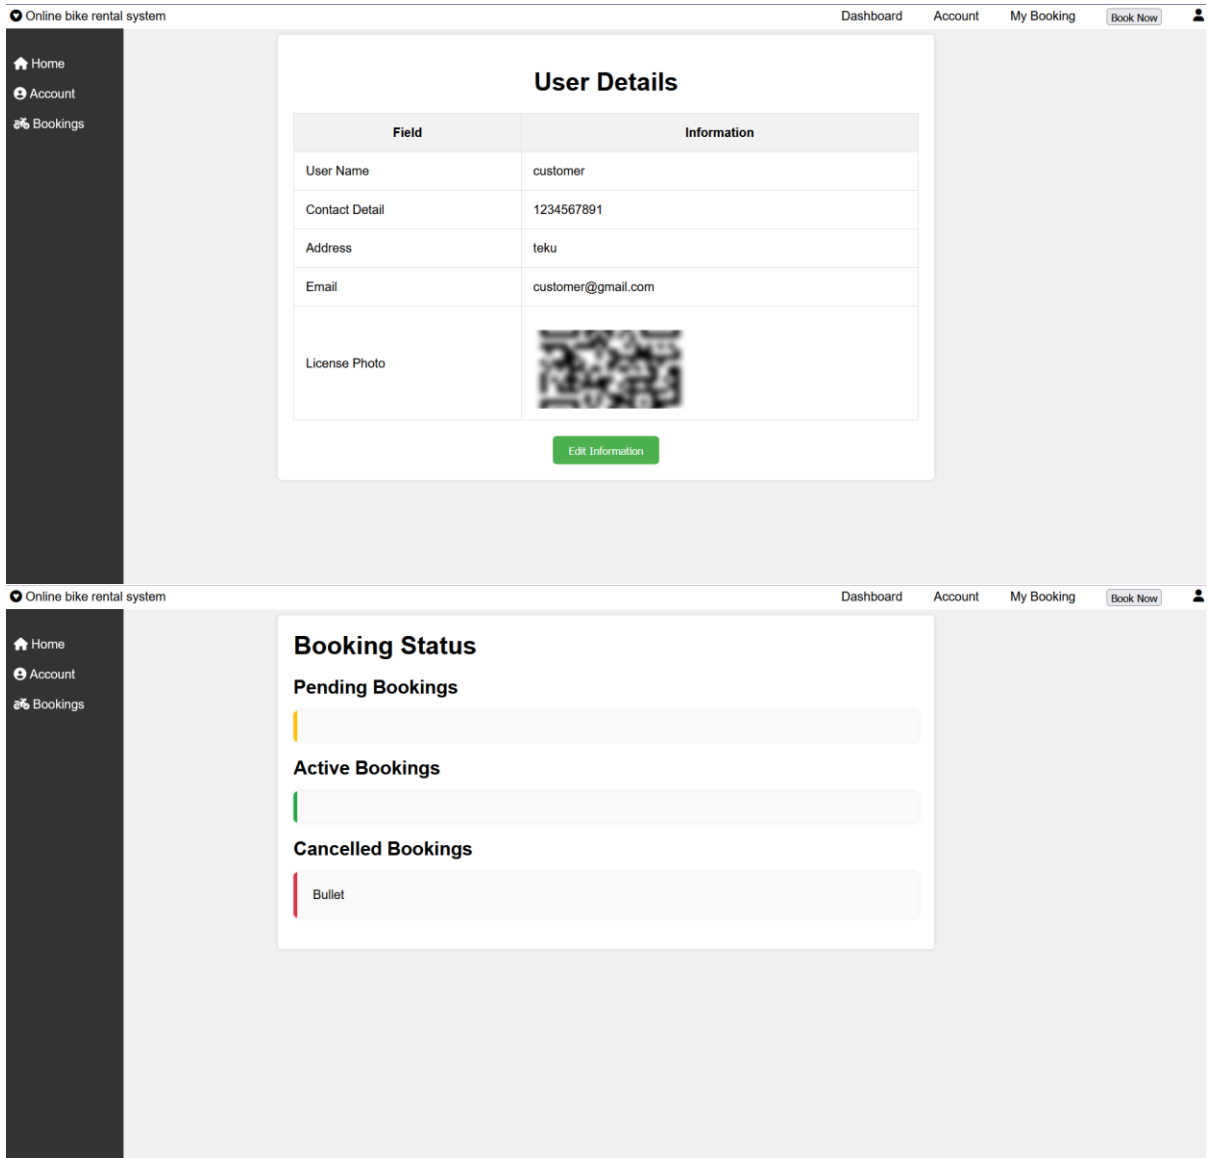 Online bike rental system Dashboard Account My Booking Book Now
Home
Account
Bookings
User Details
Field Information
User Name customer
Contact Detail 1234567891
Address teku
Email customer@gmail.com
License Photo
Edit Information
Online bike rental system Dashboard Account My Booking Book Now
Home
Account
Bookings
Booking Status
Pending Bookings
Active Bookings
Cancelled Bookings
Bullet